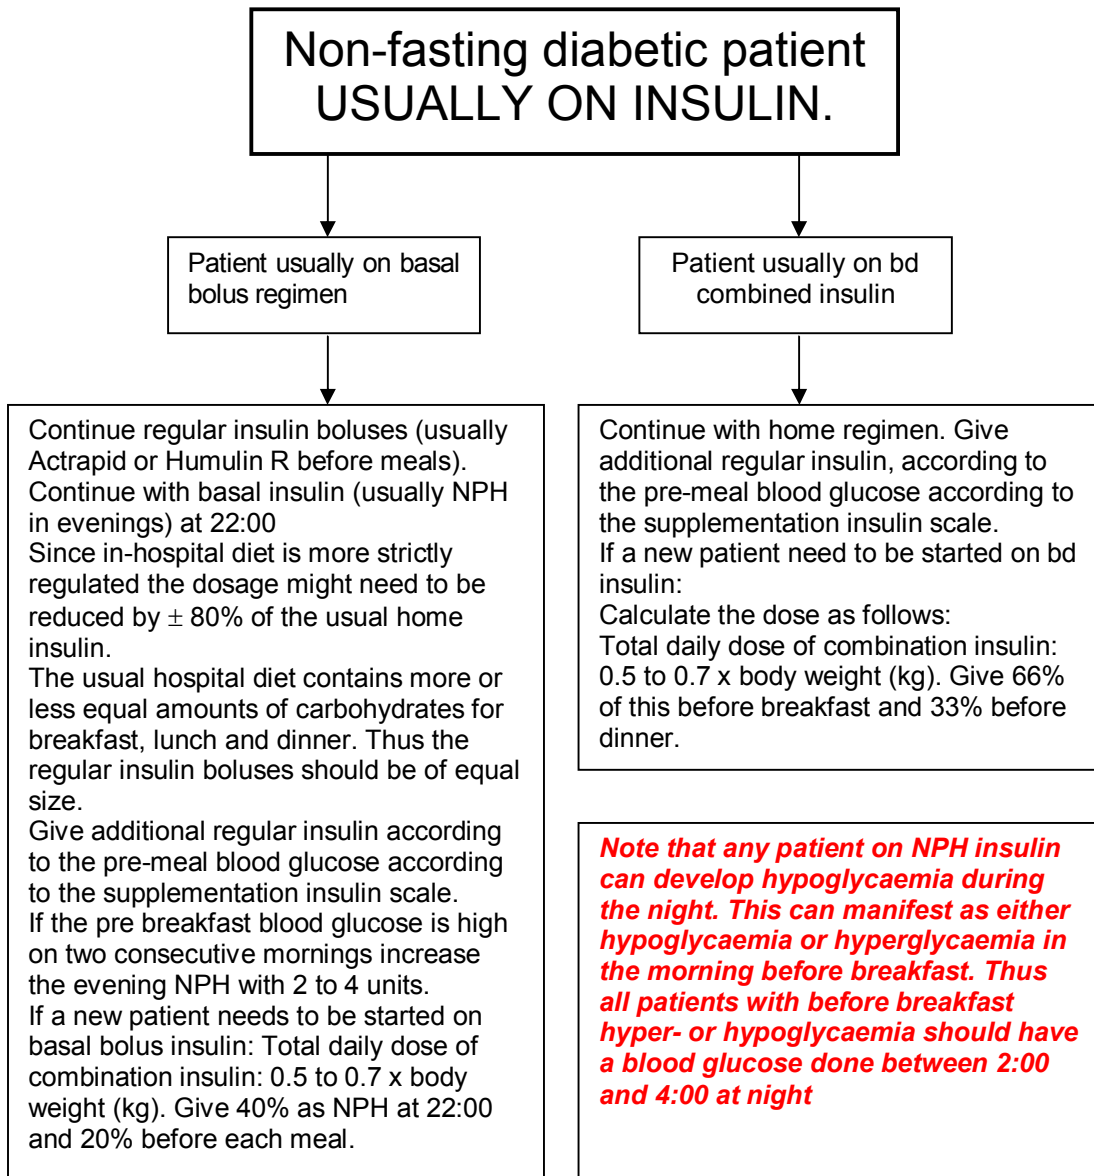 Non-fasting diabetic patient
USUALLY ON INSULIN.
Patient usually on basal
bolus regimen
Patient usually on bd
combined insulin
Continue regular insulin boluses (usually
Actrapid or Humulin R before meals).
Continue with basal insulin (usually NPH
in evenings) at 22:00
Since in-hospital diet is more strictly
regulated the dosage might need to be
reduced by ± 80% of the usual home
insulin.
The usual hospital diet contains more or
less equal amounts of carbohydrates for
breakfast, lunch and dinner. Thus the
regular insulin boluses should be of equal
size.
Give additional regular insulin according
to the pre-meal blood glucose according
to the supplementation insulin scale.
If the pre breakfast blood glucose is high
on two consecutive mornings increase
the evening NPH with 2 to 4 units.
If a new patient needs to be started on
basal bolus insulin: Total daily dose of
combination insulin: 0.5 to 0.7 x body
weight (kg). Give 40% as NPH at 22:00
and 20% before each meal.
Continue with home regimen. Give
additional regular insulin, according to
the pre-meal blood glucose according to
the supplementation insulin scale.
If a new patient need to be started on bd
insulin:
Calculate the dose as follows:
Total daily dose of combination insulin:
0.5 to 0.7 x body weight (kg). Give 66%
of this before breakfast and 33% before
dinner.
Note that any patient on NPH insulin
can develop hypoglycaemia during
the night. This can manifest as either
hypoglycaemia or hyperglycaemia in
the morning before breakfast. Thus
all patients with before breakfast
hyper- or hypoglycaemia should have
a blood glucose done between 2:00
and 4:00 at night